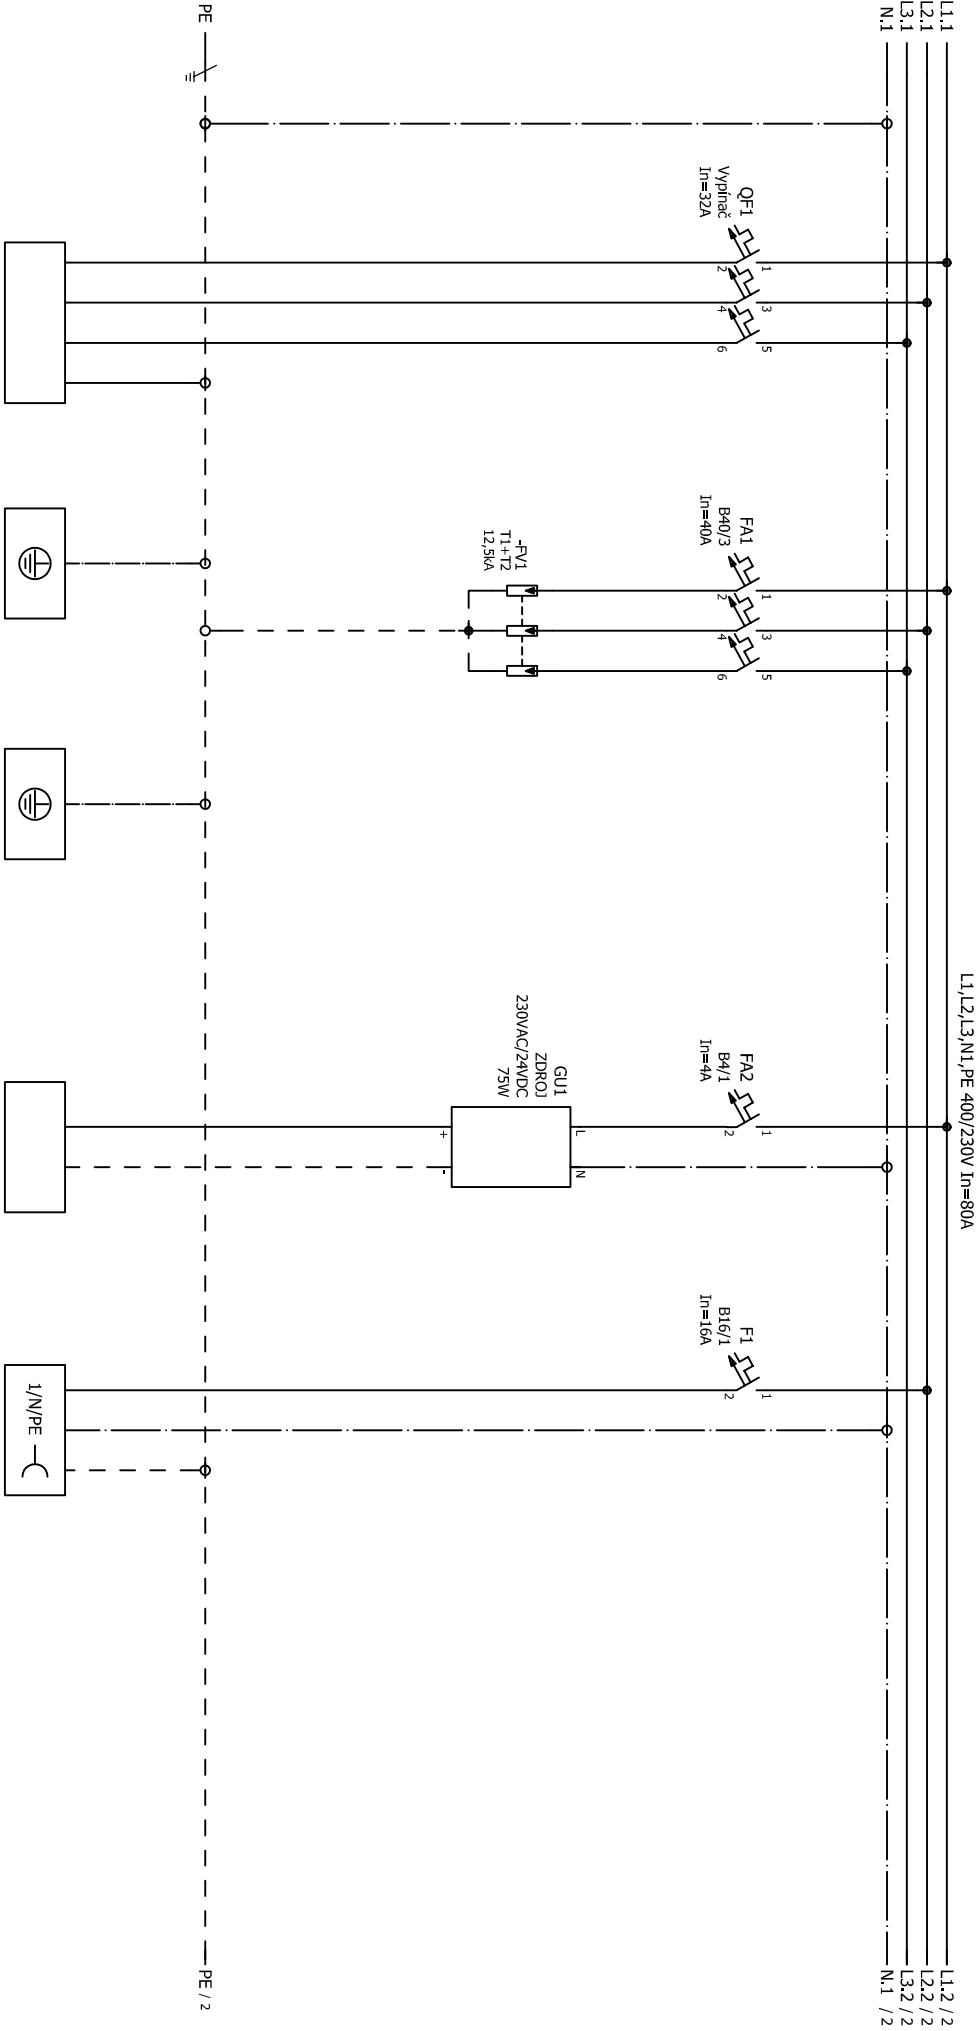 L1.1
L2.1
L3.1
N.1
L1,L2,L3,N1,PE 400/230V In=80A
L1.2 / 2
L2.2 / 2
L3.2 / 2
N.1 / 2
QF1
Vypínač
In=32A
1
2
3
4
5
6
FA1
B40/3
In=40A
1
2
3
4
5
6
FA2
B4/1
In=4A
1
2
F1
B16/1
In=16A
1
2
-FV1
T1+T2
12,5kA
GU1
ZDROJ
230VAC/24VDC
75W
L
N
+
-
PE
PE / 2
1/N/PE